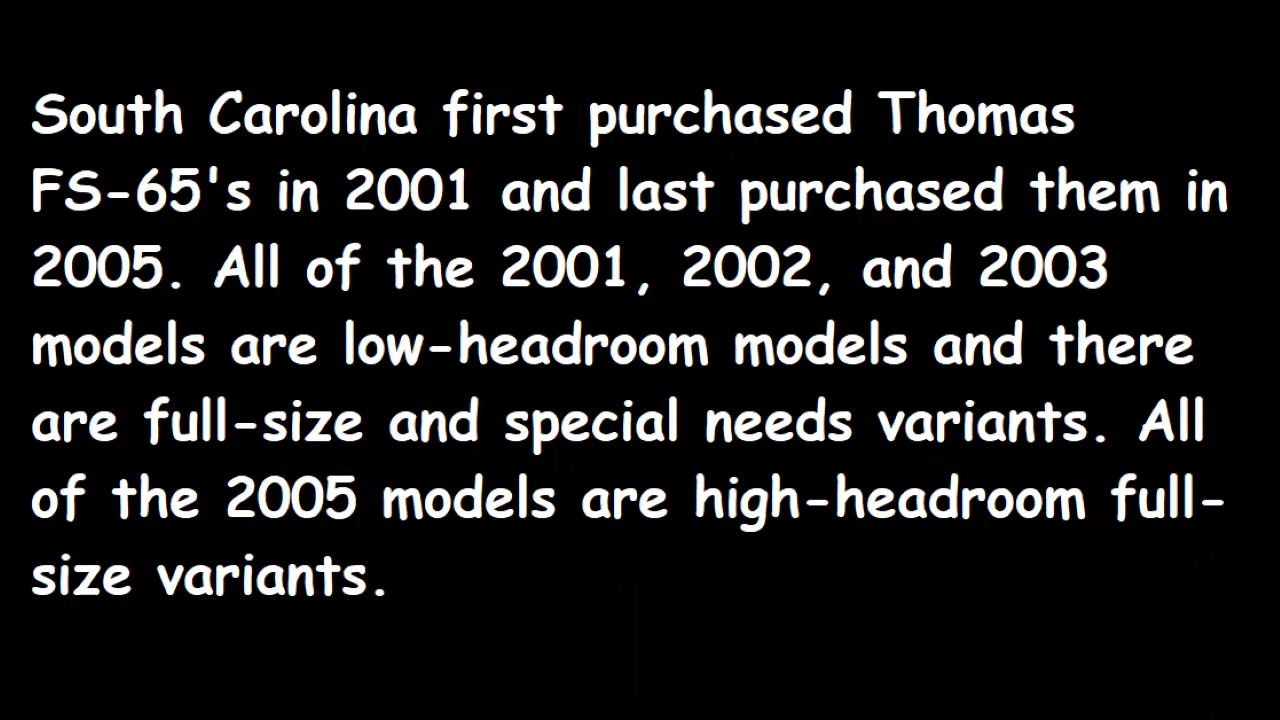 South Carolina first purchased Thomas
FS-65's in 2001 and last purchased them in
2005. All of the 2001, 2002, and 2003
models are low-headroom models and there
are full-size and special needs variants. All
of the 2005 models are high-headroom full-
size variants.